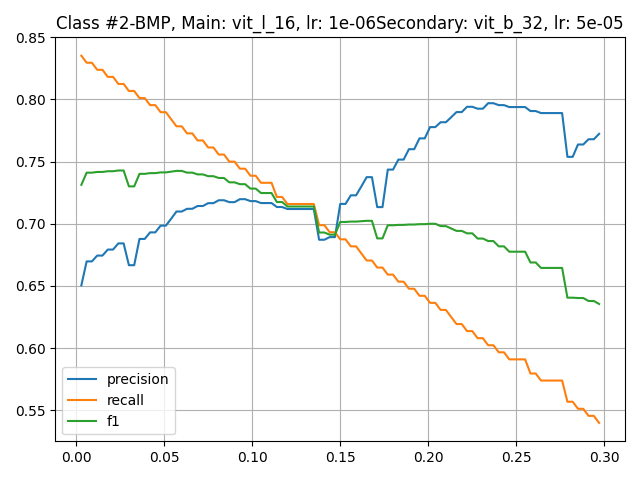 Class #2-BMP, Main: vit_l_16, lr: 1e-06Secondary: vit_b_32, lr: 5e-05
0.85
0.80
0.75
0.70
0.65
0.60
0.55
precision
recall
f1
0.00 0.05 0.10 0.15 0.20 0.25 0.30